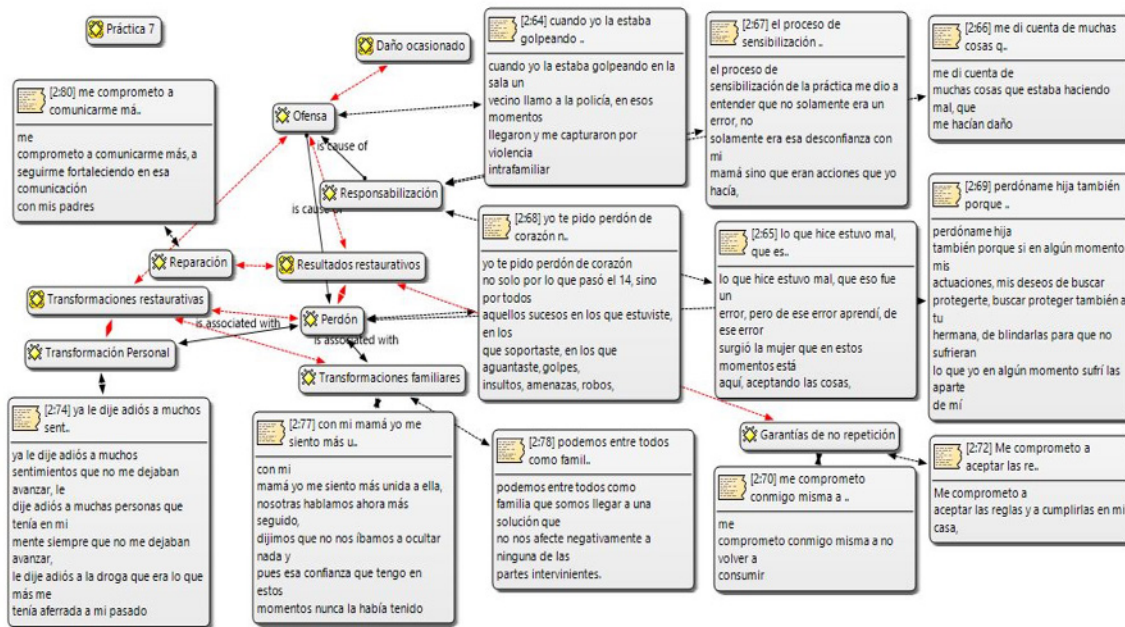 Práctica 7
Daño ocasionado
Ofensa
is cause of
Responsabilización
is cause of
Reparación
Resultados restaurativos
Transformaciones restaurativas
is associated with
Perdón
is associated with
Transformación Personal
Transformaciones familiares
Garantías de no repetición
[2:80] me comprometo a
comunicarme má..
me
comprometo a comunicarme más, a
seguirme fortaleciendo en esa
comunicación
con mis padres
[2:64] cuando yo la estaba
golpeando ..
cuando yo la estaba golpeando en la
sala un
vecino llamo a la policía, en esos
momentos
llegaron y me capturaron por
violencia
intrafamiliar
[2:67] el proceso de
sensibilización ..
el proceso de
sensibilización de la práctica me dio a
entender que no solamente era un
error, no
solamente era esa desconfianza con
mi
mamá sino que eran acciones que yo
hacía,
[2:66] me di cuenta de muchas
cosas q..
me di cuenta de
muchas cosas que estaba haciendo
mal, que
me hacían daño
[2:68] yo te pido perdón de
corazón n..
yo te pido perdón de corazón
no solo por lo que pasó el 14, sino
por todos
aquellos sucesos en los que estuviste,
en los
que soportaste, en los que
aguantaste, golpes,
insultos, amenazas, robos,
[2:65] lo que hice estuvo mal,
que es..
lo que hice estuvo mal, que eso fue
un
error, pero de ese error aprendí, de
ese error
surgió la mujer que en estos
momentos está
aquí, aceptando las cosas,
[2:69] perdóname hija también
porque ..
perdóname hija
también porque si en algún momento
mis
actuaciones, mis deseos de buscar
protegerte, buscar proteger también a
tu
hermana, de blindarlas para que no
sufrieran
lo que yo en algún momento sufrí las
aparte
de mí
[2:74] ya le dije adiós a muchos
sent..
ya le dije adiós a muchos
sentimientos que no me dejaban
avanzar, le
dije adiós a muchas personas que
tenía en mi
mente siempre que no me dejaban
avanzar,
le dije adiós a la droga que era lo que
más me
tenía aferrada a mi pasado
[2:77] con mi mamá yo me
siento más u..
con mi
mamá yo me siento más unida a ella,
nosotras hablamos ahora más
seguido,
dijimos que no nos íbamos a ocultar
nada y
pues esa confianza que tengo en
estos
momentos nunca la había tenido
[2:78] podemos entre todos
como famil..
podemos entre todos como
familia que somos llegar a una
solución que
no nos afecte negativamente a
ninguna de las
partes intervinientes.
[2:70] me comprometo
conmigo misma a ..
me
comprometo conmigo misma a no
volver a
consumir
[2:72] Me comprometo a
aceptar las re..
Me comprometo a
aceptar las reglas y a cumplirlas en mi
casa,